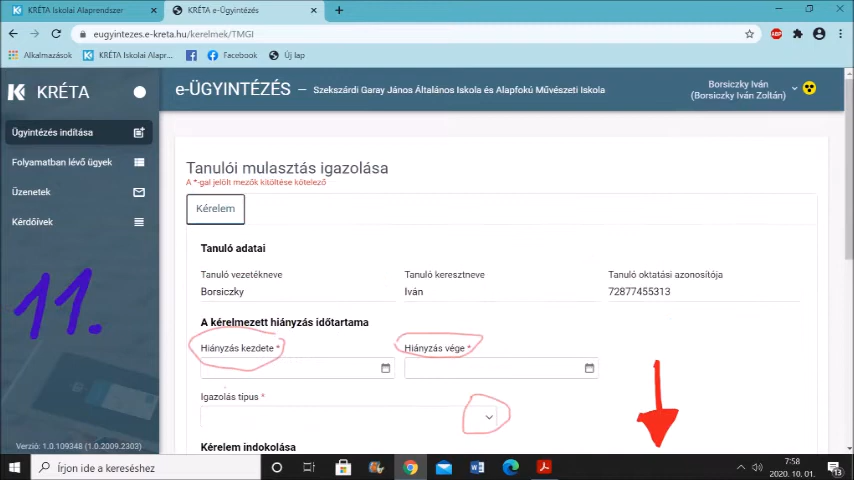 KRÉTA Iskolai Alaprendszer
KRÉTA e-Ügyintézés
eugyintezes.e-kreta.hu/kerelmek/TMGI
ABP
Alkalmazások
KRÉTA Iskolai Alapr...
Facebook
Új lap
KRÉTA
e-ÜGYINTÉZÉS — Szekszárdi Garay János Általános Iskola és Alapfokú Művészeti Iskola
Borsiczky Iván
(Borsiczky Iván Zoltán)
Ügyintézés indítása
Folyamatban lévő ügyek
Üzenetek
Kérdőívek
11.
Verzió: 1.0.109348 (1.0.2009.2303)
Tanulói mulasztás igazolása
A *-gal jelölt mezők kitöltése kötelező
Kérelem
Tanuló adatai
Tanuló vezetékneve
Tanuló keresztneve
Tanuló oktatási azonosítója
Borsiczky
Iván
72877455313
A kérelmezett hiányzás időtartama
Hiányzás kezdete *
Hiányzás vége *
Igazolás típus *
Kérelem indokolása
Írjon ide a kereséshez
7:58
2020. 10. 01.
13